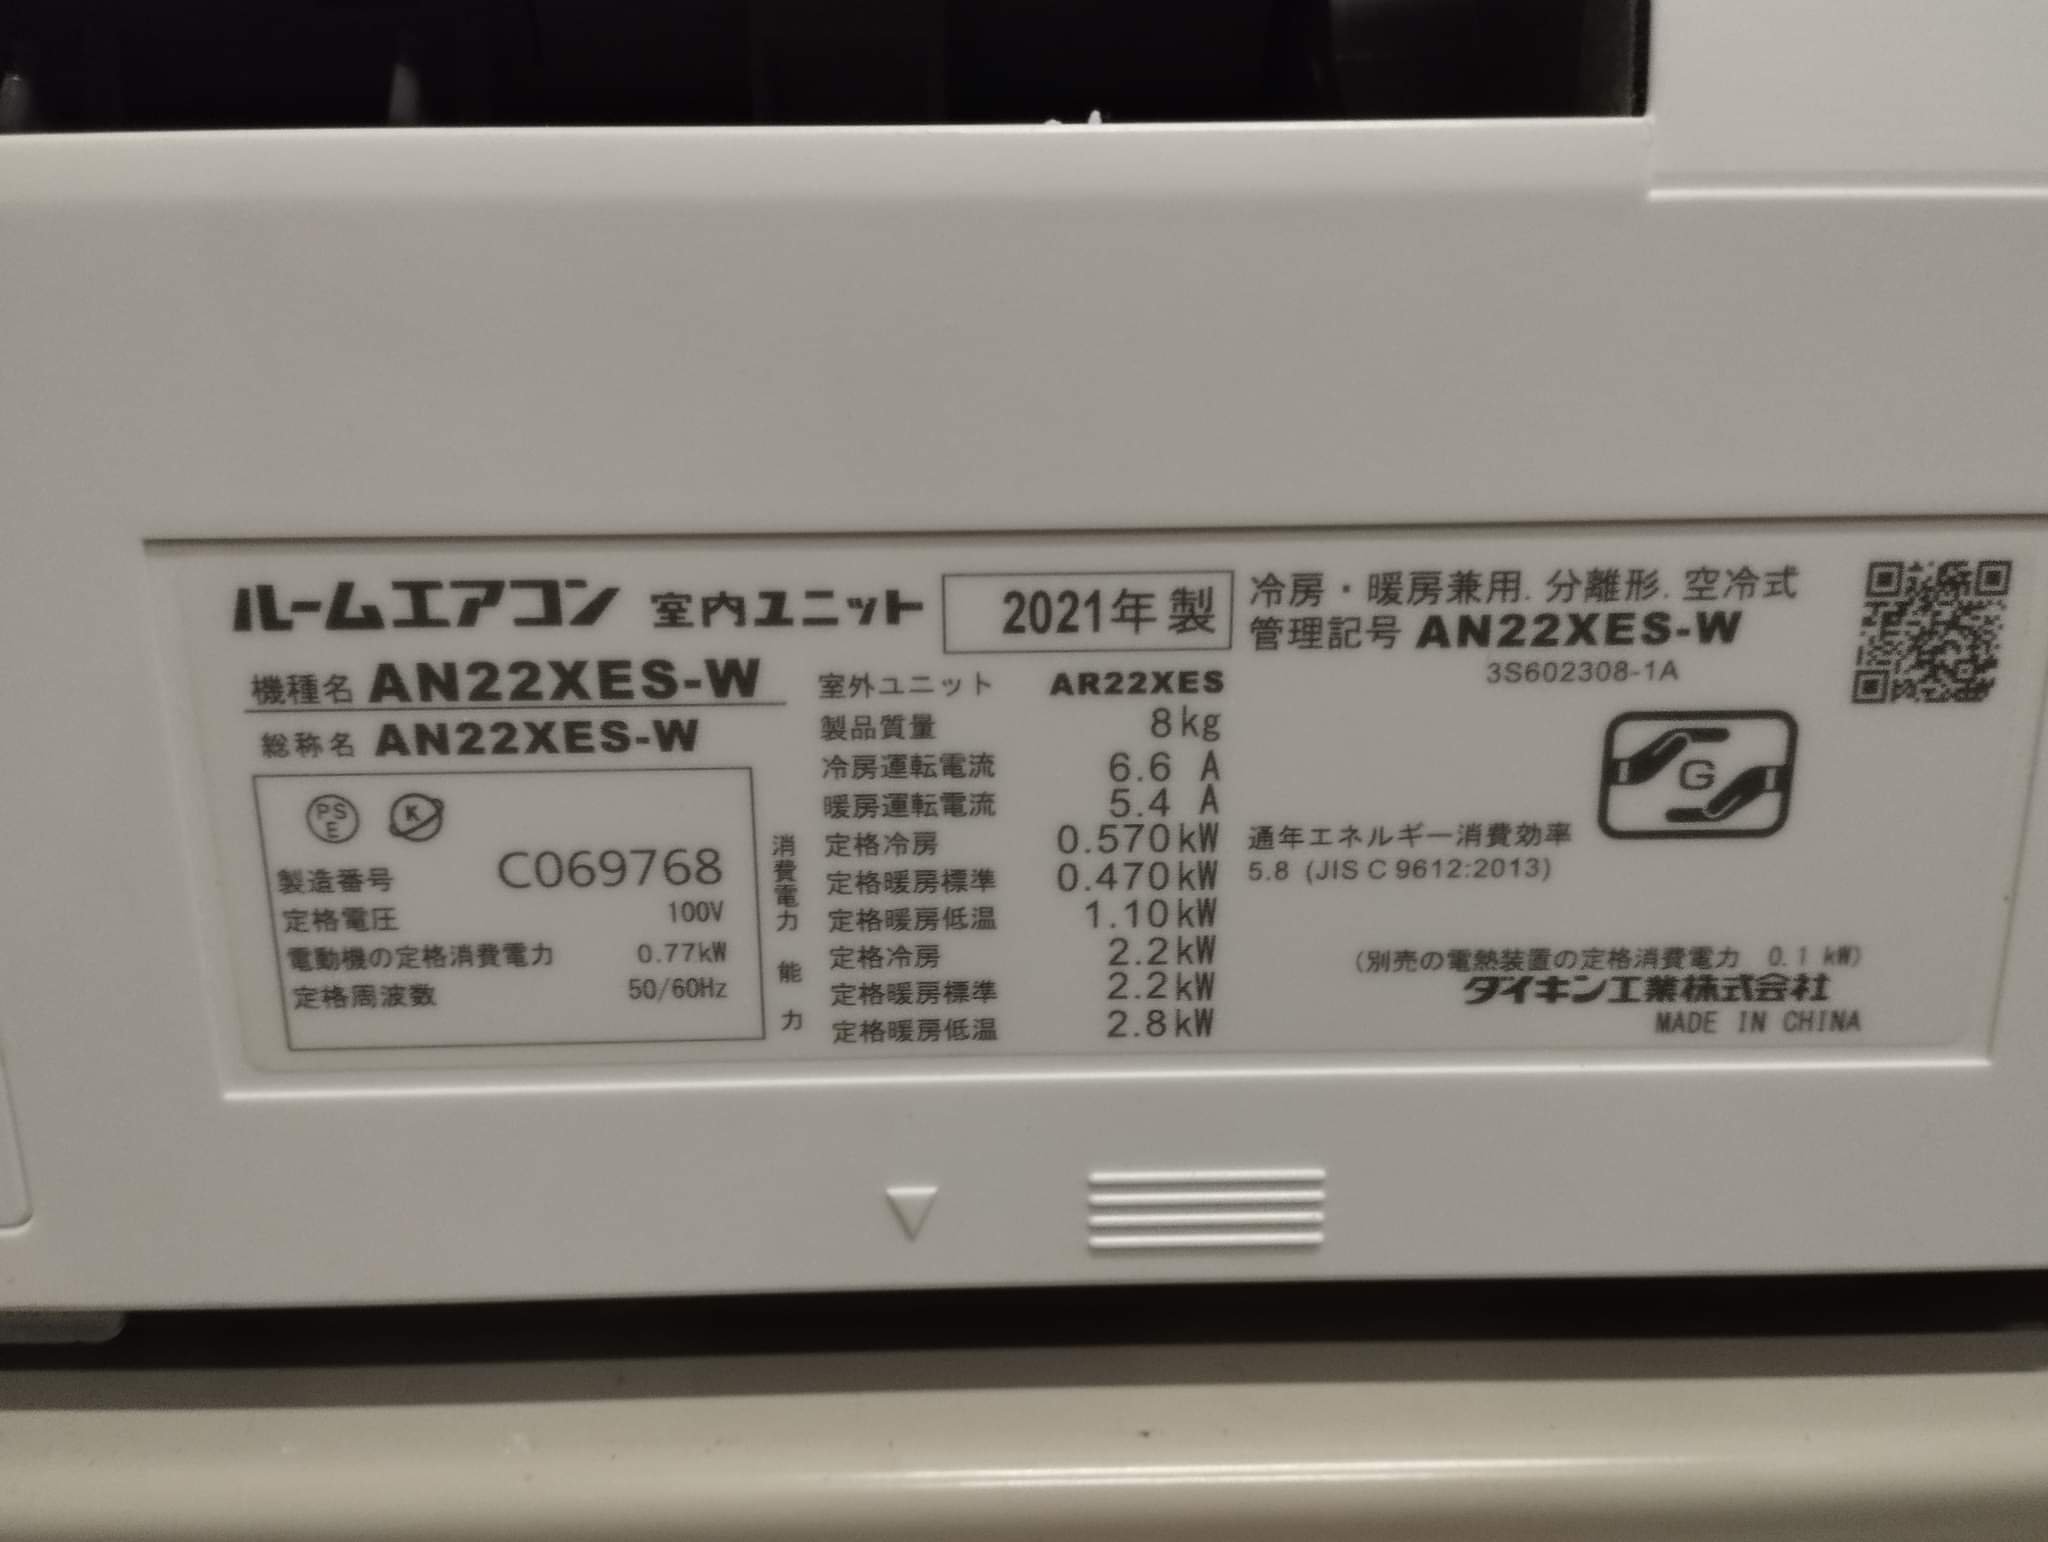 ルームエアコン 室内ユニット 2021年製
機種名 AN22XES-W
総称名 AN22XES-W
PS
E
K
製造番号 C069768
定格電圧 100V
電動機の定格消費電力 0.77kW
定格周波数 50/60Hz
室外ユニット AR22XES
製品質量 8kg
冷房運転電流 6.6 A
暖房運転電流 5.4 A
消費電力
定格冷房 0.570kW
定格暖房標準 0.470kW
定格暖房低温 1.10kW
能力
定格冷房 2.2kW
定格暖房標準 2.2kW
定格暖房低温 2.8kW
冷房・暖房兼用.分離形.空冷式
管理記号 AN22XES-W
3S602308-1A
G
通年エネルギー消費効率
5.8 (JIS C 9612:2013)
(別売の電熱装置の定格消費電力 0.1 kW)
ダイキン工業株式会社
MADE IN CHINA